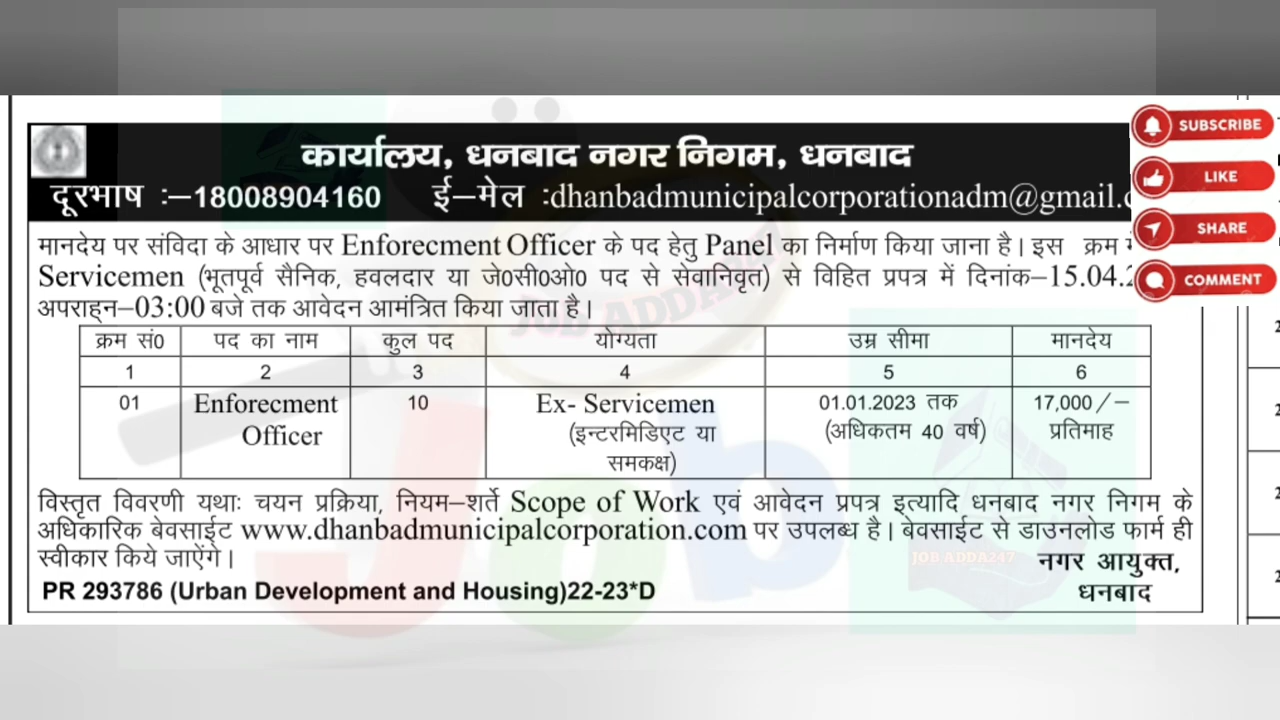 कार्यालय, धनबाद नगर निगम, धनबाद
दूरभाष :–18008904160 ई–मेल :dhanbadmunicipalcorporationadm@gmail.
मानदेय पर संविदा के आधार पर Enforecment Officer के पद हेतु Panel का निर्माण किया जाना है। इस क्रम
Servicemen (भूतपूर्व सैनिक, हवलदार या जे0सी0ओ0 पद से सेवानिवृत) से विहित प्रपत्र में दिनांक–15.04.
अपराह्न–03:00 बजे तक आवेदन आमंत्रित किया जाता है।
क्रम सं0 पद का नाम कुल पद योग्यता उम्र सीमा मानदेय
1 2 3 4 5 6
01 Enforecment 10 Ex- Servicemen 01.01.2023 तक 17,000/–
Officer (इन्टरमिडिएट या (अधिकतम 40 वर्ष) प्रतिमाह
समकक्ष)
विस्तृत विवरणी यथाः चयन प्रक्रिया, नियम–शर्ते Scope of Work एवं आवेदन प्रपत्र इत्यादि धनबाद नगर निगम के
अधिकारिक बेवसाईट www.dhanbadmunicipalcorporation.com पर उपलब्ध है। बेवसाईट से डाउनलोड फार्म ही
स्वीकार किये जाऐंगे।
नगर आयुक्त,
धनबाद
PR 293786 (Urban Development and Housing)22-23*D
SUBSCRIBE
LIKE
SHARE
COMMENT
JOB ADDA
Job
JOB ADDA247